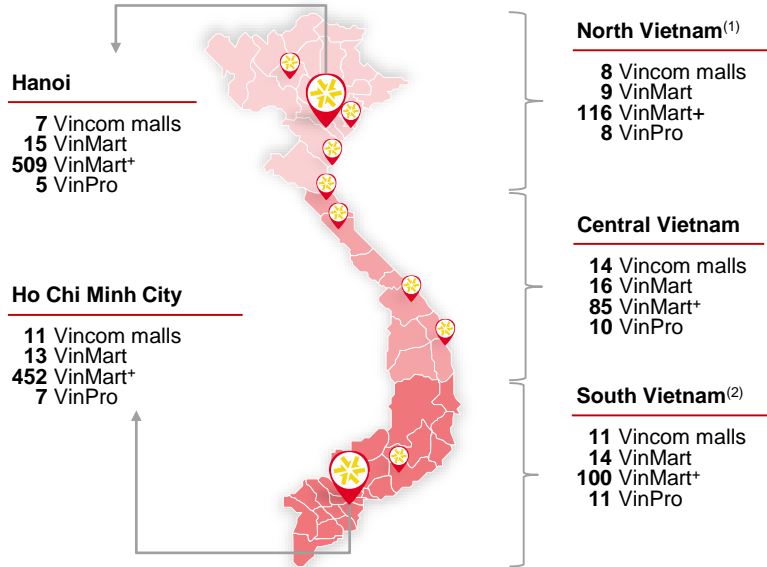 Hanoi
7 Vincom malls
15 VinMart
509 VinMart⁺
5 VinPro
Ho Chi Minh City
11 Vincom malls
13 VinMart
452 VinMart⁺
7 VinPro
North Vietnam⁽¹⁾
8 Vincom malls
9 VinMart
116 VinMart+
8 VinPro
Central Vietnam
14 Vincom malls
16 VinMart
85 VinMart⁺
10 VinPro
South Vietnam⁽²⁾
11 Vincom malls
14 VinMart
100 VinMart⁺
11 VinPro